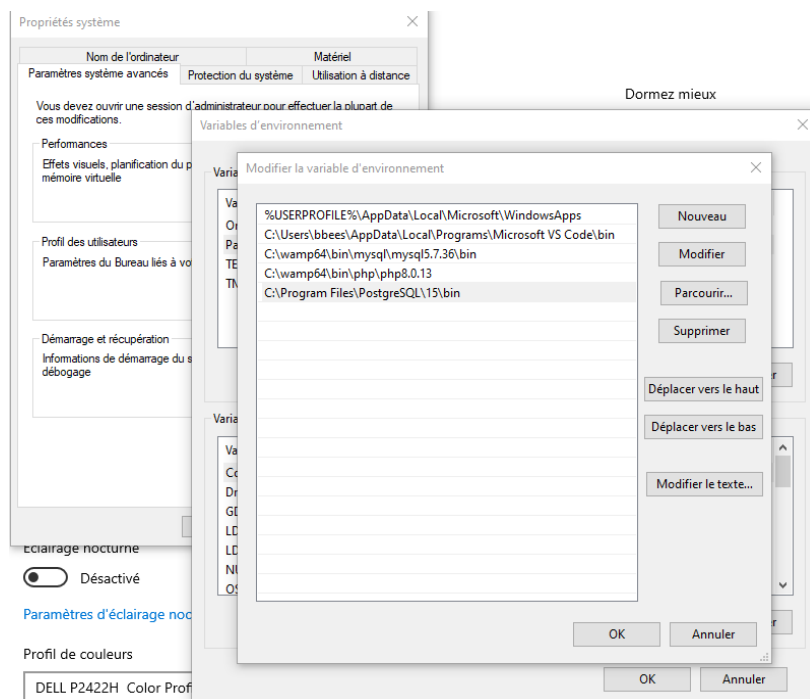 Propriétés système
Nom de l'ordinateur
Matériel
Paramètres système avancés
Protection du système
Utilisation à distance
Vous devez ouvrir une session d'administrateur pour effectuer la plupart de
ces modifications.
Perfomances
Effets visuels, planification du
mémoire virtuelle
Profil des utilisateurs
Paramètres du Bureau liés à
Démarrage et récupération
Informations de démarrage du
débogage
Dormez mieux
Variables d'environnement
Modifier la variable d'environnement
%USERPROFILE%\AppData\Local\Microsoft\WindowsApps
C:\Users\bbees\AppData\Local\Programs\Microsoft VS Code\bin
C:\wamp64\bin\mysql\mysql5.7.36\bin
C:\wamp64\bin\php\php8.0.13
C:\Program Files\PostgreSQL\15\bin
Nouveau
Modifier
Parcourir...
Supprimer
Déplacer vers le haut
Déplacer vers le bas
Modifier le texte...
OK
Annuler
OK
Annuler
Éclairage nocturne
Désactivé
Paramètres d'éclairage
Profil de couleurs
DELL P2422H Color